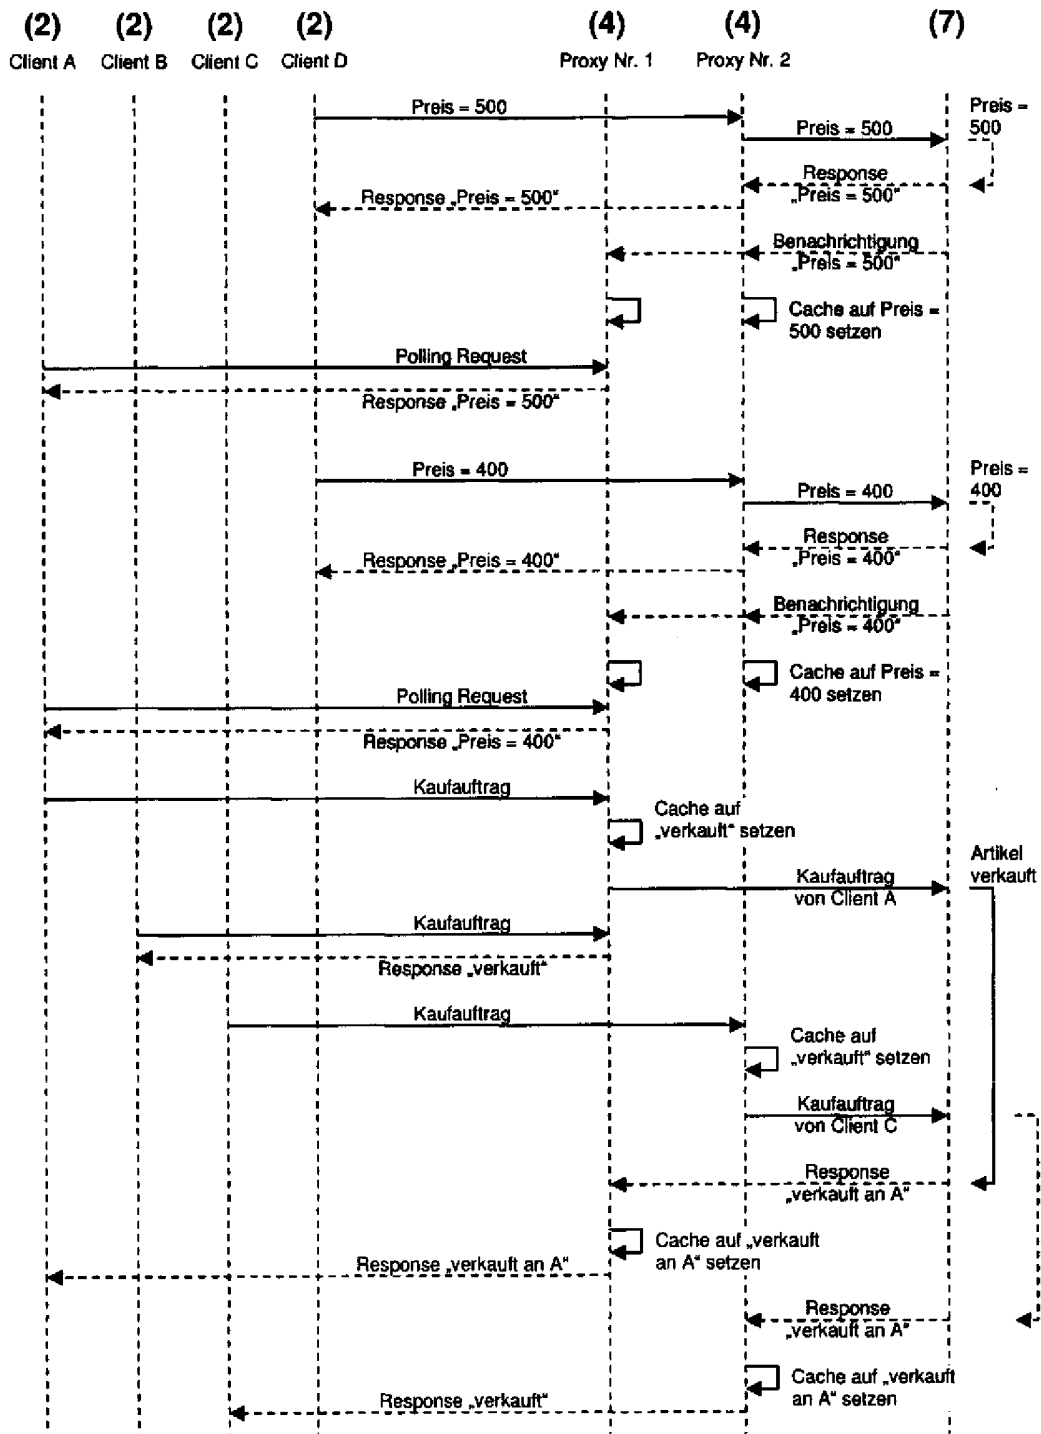 (2) (2) (2) (2) (4) (4) (7)
Client A Client B Client C Client D Proxy Nr. 1 Proxy Nr. 2
Preis = 500
Preis =
500
Preis = 500
Response
„Preis = 500“
Response „Preis = 500“
Benachrichtigung
„Preis = 500“
Cache auf Preis =
500 setzen
Polling Request
Response „Preis = 500“
Preis = 400
Preis =
400
Preis = 400
Response
„Preis = 400“
Response „Preis = 400“
Benachrichtigung
„Preis = 400“
Cache auf Preis =
400 setzen
Polling Request
Response „Preis = 400“
Kaufauftrag
Cache auf
„verkauft“ setzen
Artikel
verkauft
Kaufauftrag
von Client A
Kaufauftrag
Response „verkauft“
Kaufauftrag
Cache auf
„verkauft“ setzen
Kaufauftrag
von Client C
Response
„verkauft an A“
Cache auf „verkauft
an A“ setzen
Response „verkauft an A“
Response
„verkauft an A“
Cache auf „verkauft
an A“ setzen
Response „verkauft“